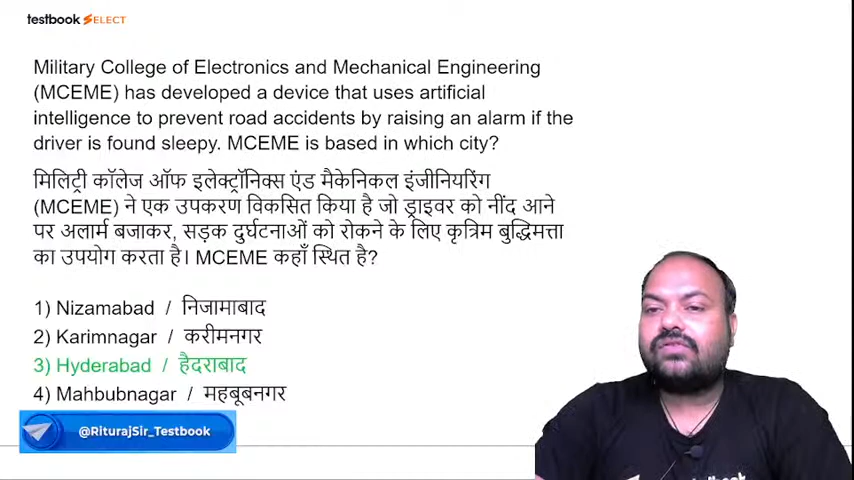 testbook SELECT
Military College of Electronics and Mechanical Engineering
(MCEME) has developed a device that uses artificial
intelligence to prevent road accidents by raising an alarm if the
driver is found sleepy. MCEME is based in which city?
मिलिट्री कॉलेज ऑफ इलेक्ट्रॉनिक्स एंड मैकेनिकल इंजीनियरिंग
(MCEME) ने एक उपकरण विकसित किया है जो ड्राइवर को नींद आने
पर अलार्म बजाकर, सड़क दुर्घटनाओं को रोकने के लिए कृत्रिम बुद्धिमत्ता
का उपयोग करता है। MCEME कहाँ स्थित है?
1) Nizamabad / निजामाबाद
2) Karimnagar / करीमनगर
3) Hyderabad / हैदराबाद
4) Mahbubnagar / महबूबनगर
@RiturajSir_Testbook